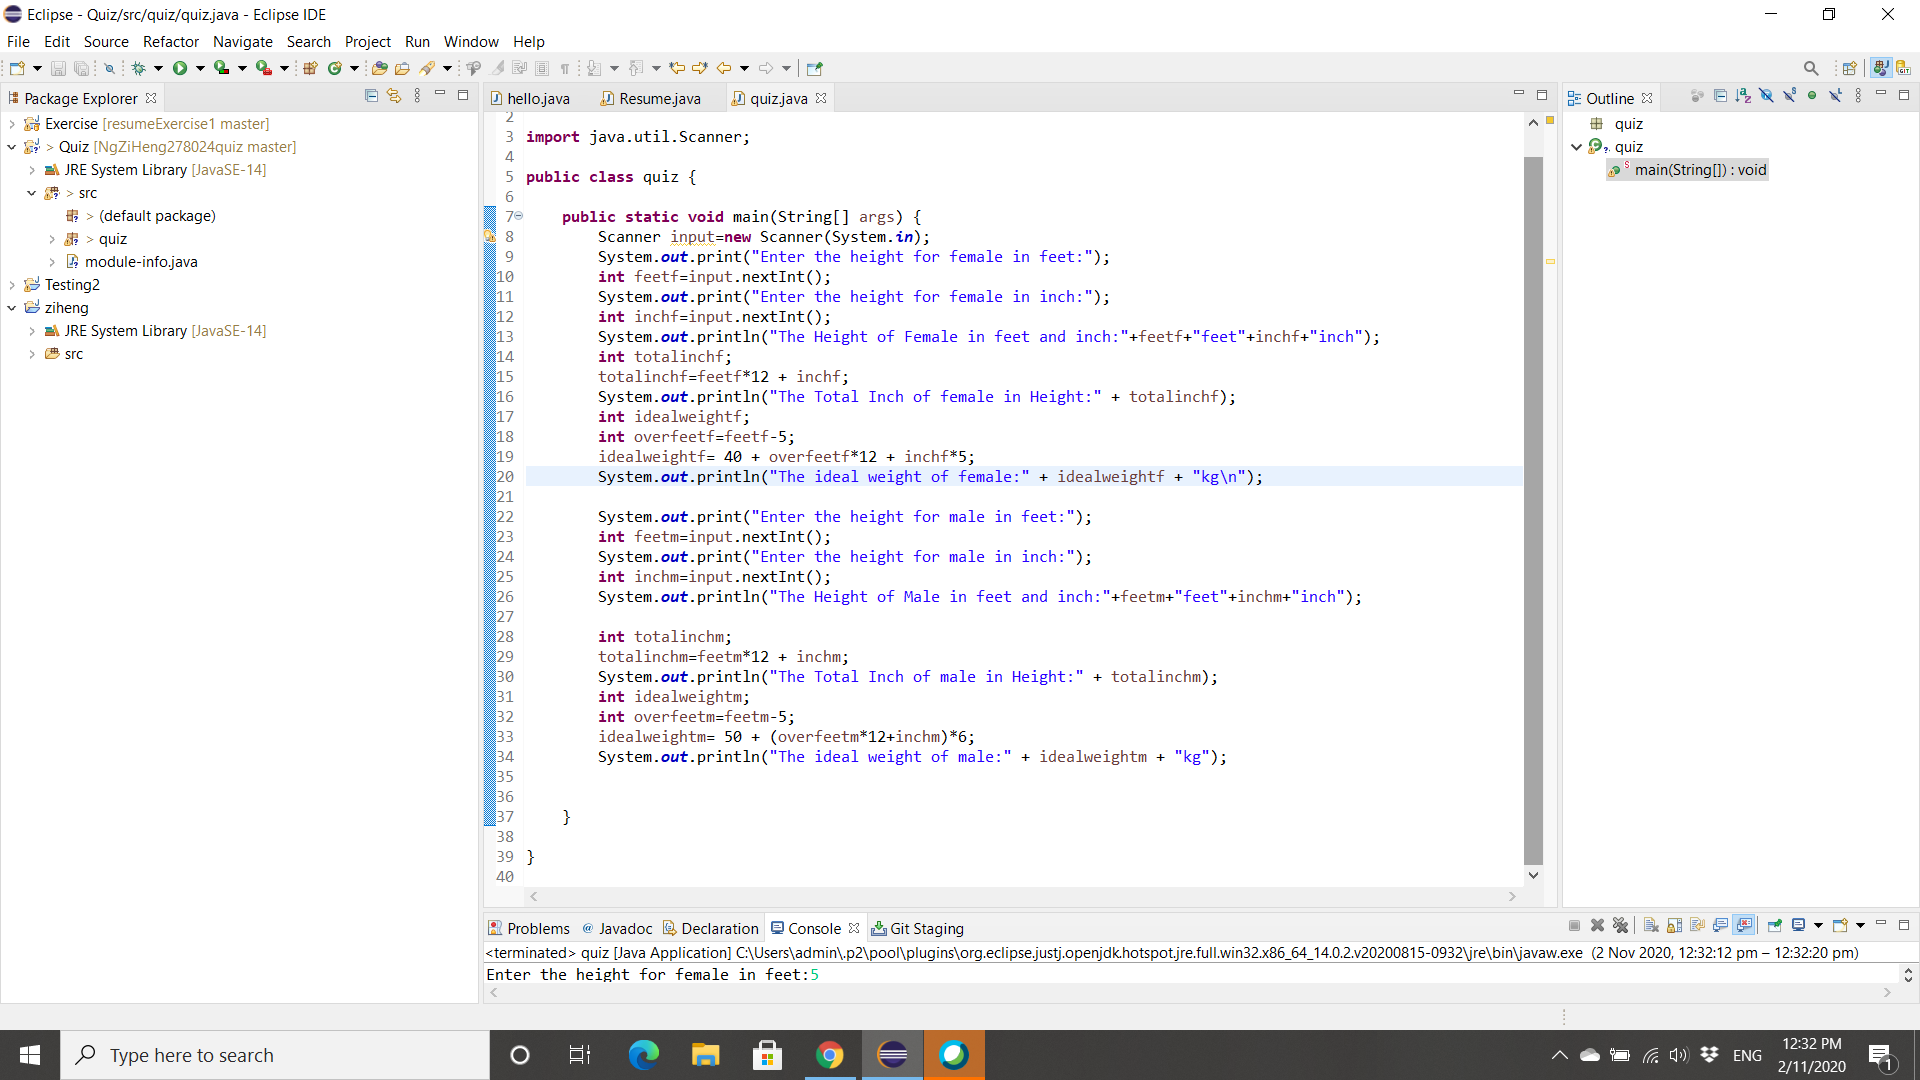 Eclipse - Quiz/src/quiz/quiz.java - Eclipse IDE
File Edit Source Refactor Navigate Search Project Run Window Help
Package Explorer
Exercise [resumeExercise1 master]
> Quiz [NgZiHeng278024quiz master]
JRE System Library [JavaSE-14]
> src
> (default package)
> quiz
module-info.java
Testing2
ziheng
JRE System Library [JavaSE-14]
src
hello.java Resume.java quiz.java
2
3 import java.util.Scanner;
4
5 public class quiz {
6
7 public static void main(String[] args) {
8 Scanner input=new Scanner(System.in);
9 System.out.print("Enter the height for female in feet:");
10 int feetf=input.nextInt();
11 System.out.print("Enter the height for female in inch:");
12 int inchf=input.nextInt();
13 System.out.println("The Height of Female in feet and inch:"+feetf+"feet"+inchf+"inch");
14 int totalinchf;
15 totalinchf=feetf*12 + inchf;
16 System.out.println("The Total Inch of female in Height:" + totalinchf);
17 int idealweightf;
18 int overfeetf=feetf-5;
19 idealweightf= 40 + overfeetf*12 + inchf*5;
20 System.out.println("The ideal weight of female:" + idealweightf + "kg\n");
21
22 System.out.print("Enter the height for male in feet:");
23 int feetm=input.nextInt();
24 System.out.print("Enter the height for male in inch:");
25 int inchm=input.nextInt();
26 System.out.println("The Height of Male in feet and inch:"+feetm+"feet"+inchm+"inch");
27
28 int totalinchm;
29 totalinchm=feetm*12 + inchm;
30 System.out.println("The Total Inch of male in Height:" + totalinchm);
31 int idealweightm;
32 int overfeetm=feetm-5;
33 idealweightm= 50 + (overfeetm*12+inchm)*6;
34 System.out.println("The ideal weight of male:" + idealweightm + "kg");
35
36
37 }
38
39 }
40
Outline
quiz
quiz
main(String[]) : void
Problems @ Javadoc Declaration Console Git Staging
<terminated> quiz [Java Application] C:\Users\admin\.p2\pool\plugins\org.eclipse.justj.openjdk.hotspot.jre.full.win32.x86_64_14.0.2.v20200815-0932\jre\bin\javaw.exe (2 Nov 2020, 12:32:12 pm – 12:32:20 pm)
Enter the height for female in feet:5
Type here to search
ENG
12:32 PM
2/11/2020
1